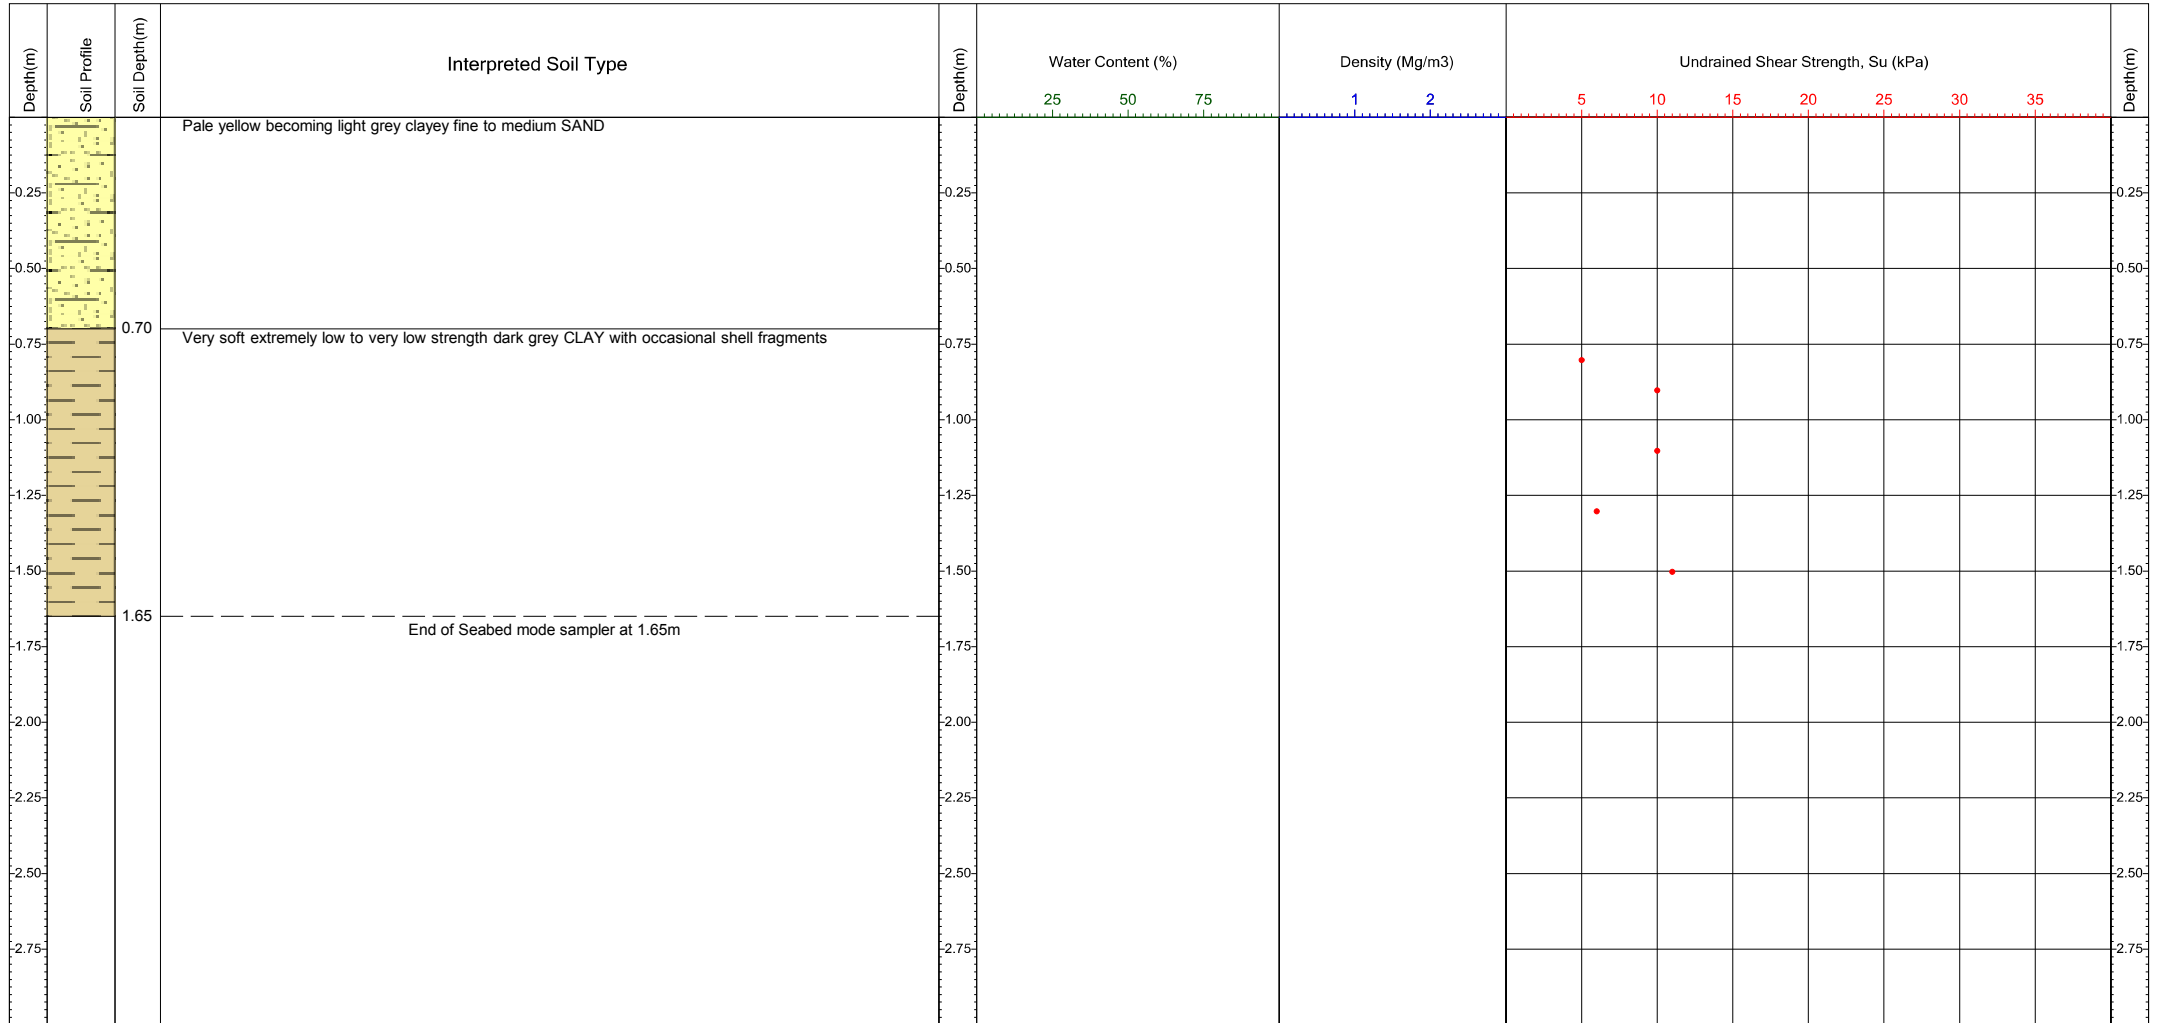 Depth(m)
Soil Profile
Soil Depth(m)
Interpreted Soil Type
Depth(m)
Water Content (%)
Density (Mg/m3)
Undrained Shear Strength, Su (kPa)
Depth(m)
25 50 75
1 2
5 10 15 20 25 30 35
Pale yellow becoming light grey clayey fine to medium SAND
0.25 0.25 0.25
0.50 0.50 0.50
0.70
Very soft extremely low to very low strength dark grey CLAY with occasional shell fragments
0.75 0.75 0.75
1.00 1.00 1.00
1.25 1.25 1.25
1.50 1.50 1.50
1.65
End of Seabed mode sampler at 1.65m
1.75 1.75 1.75
2.00 2.00 2.00
2.25 2.25 2.25
2.50 2.50 2.50
2.75 2.75 2.75